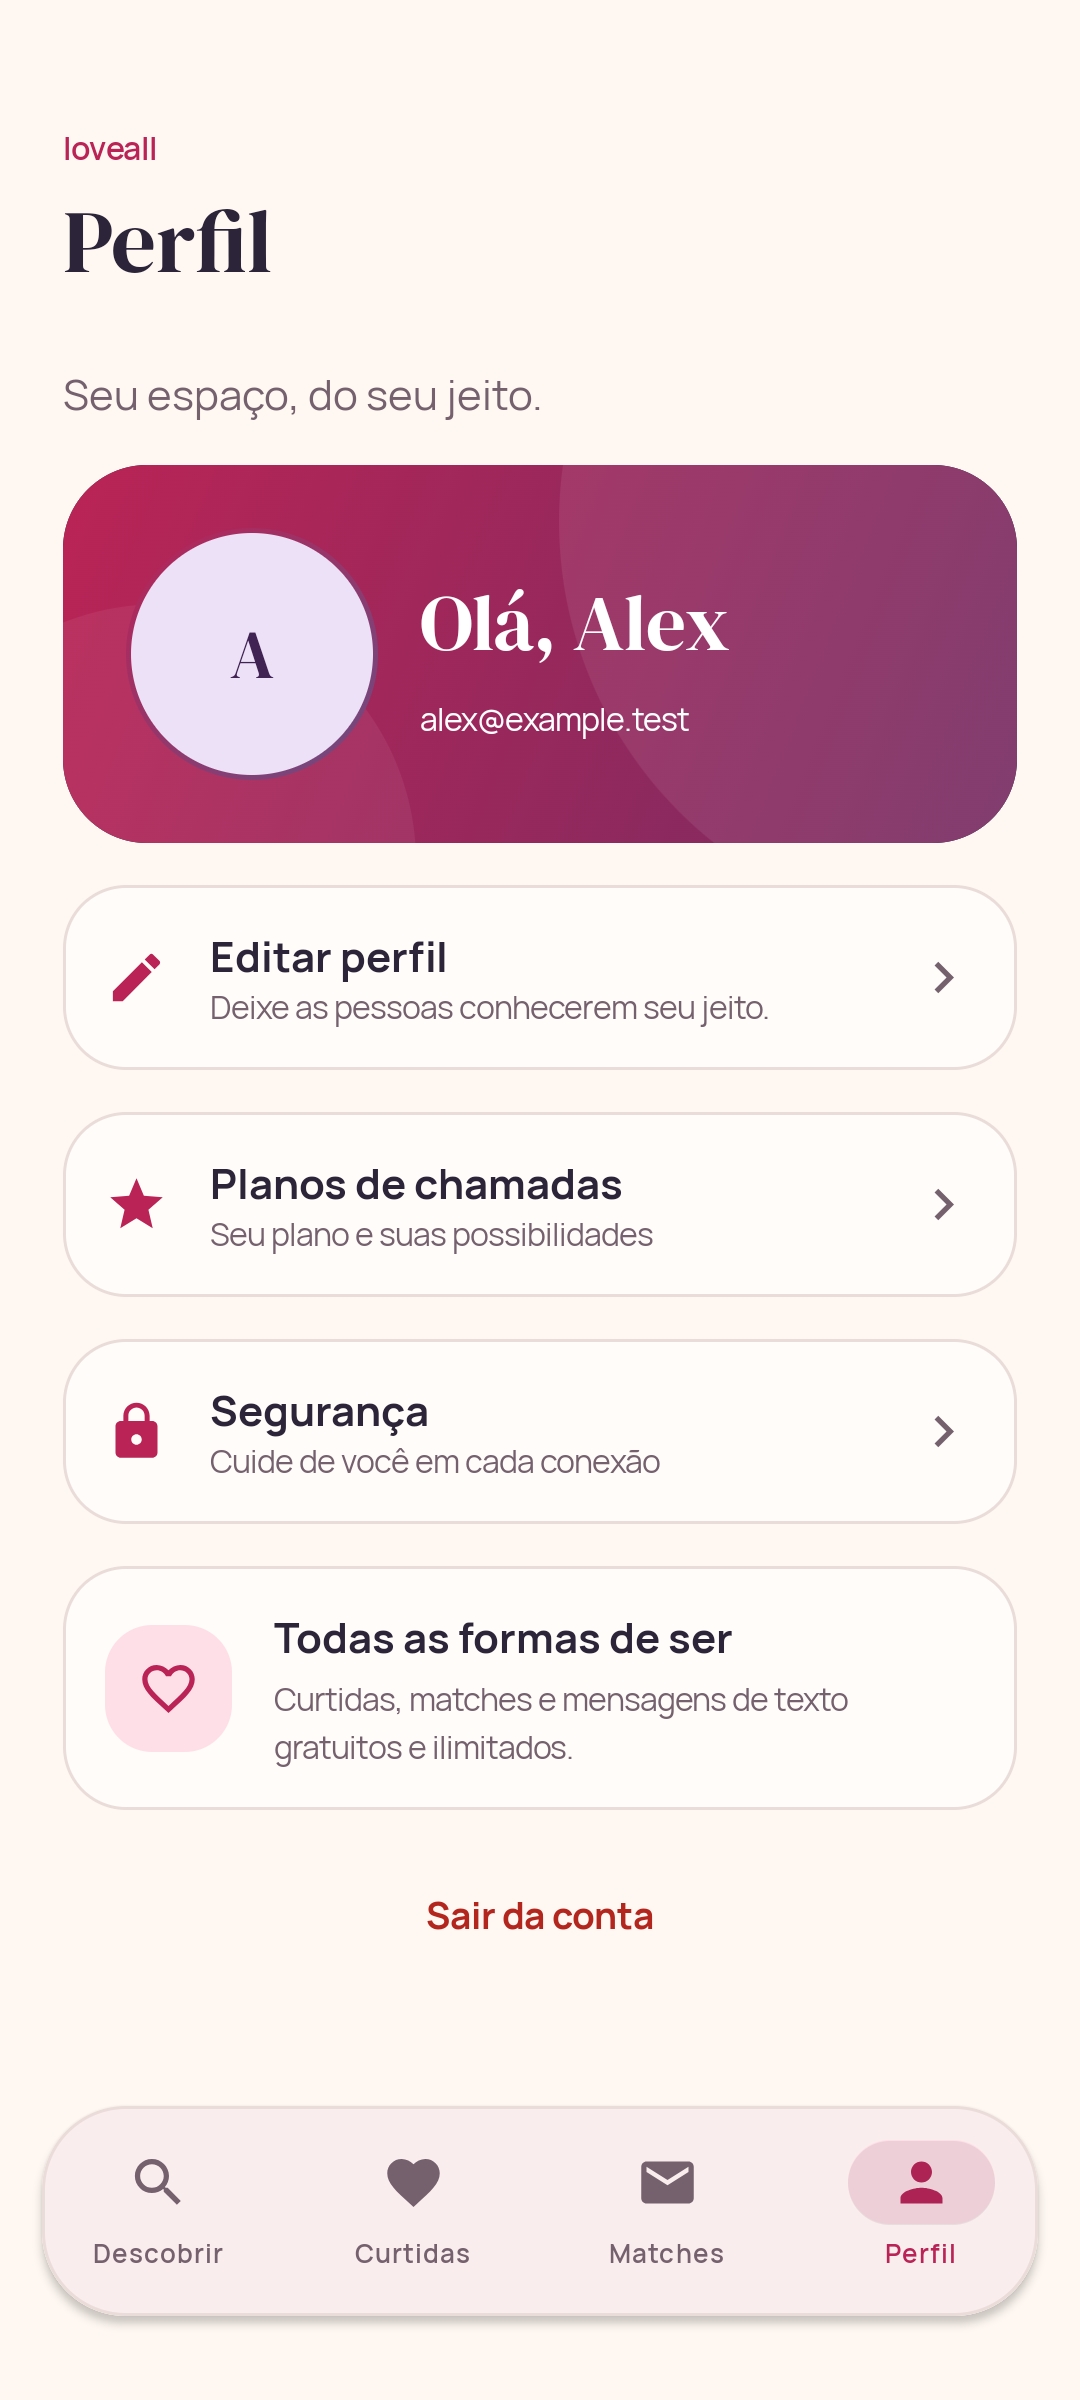 loveall
Perfil
Seu espaço, do seu jeito.
A
Olá, Alex
alex@example.test
Editar perfil
Deixe as pessoas conhecerem seu jeito.
Planos de chamadas
Seu plano e suas possibilidades
Segurança
Cuide de você em cada conexão
Todas as formas de ser
Curtidas, matches e mensagens de texto
gratuitos e ilimitados.
Sair da conta
Descobrir
Curtidas
Matches
Perfil